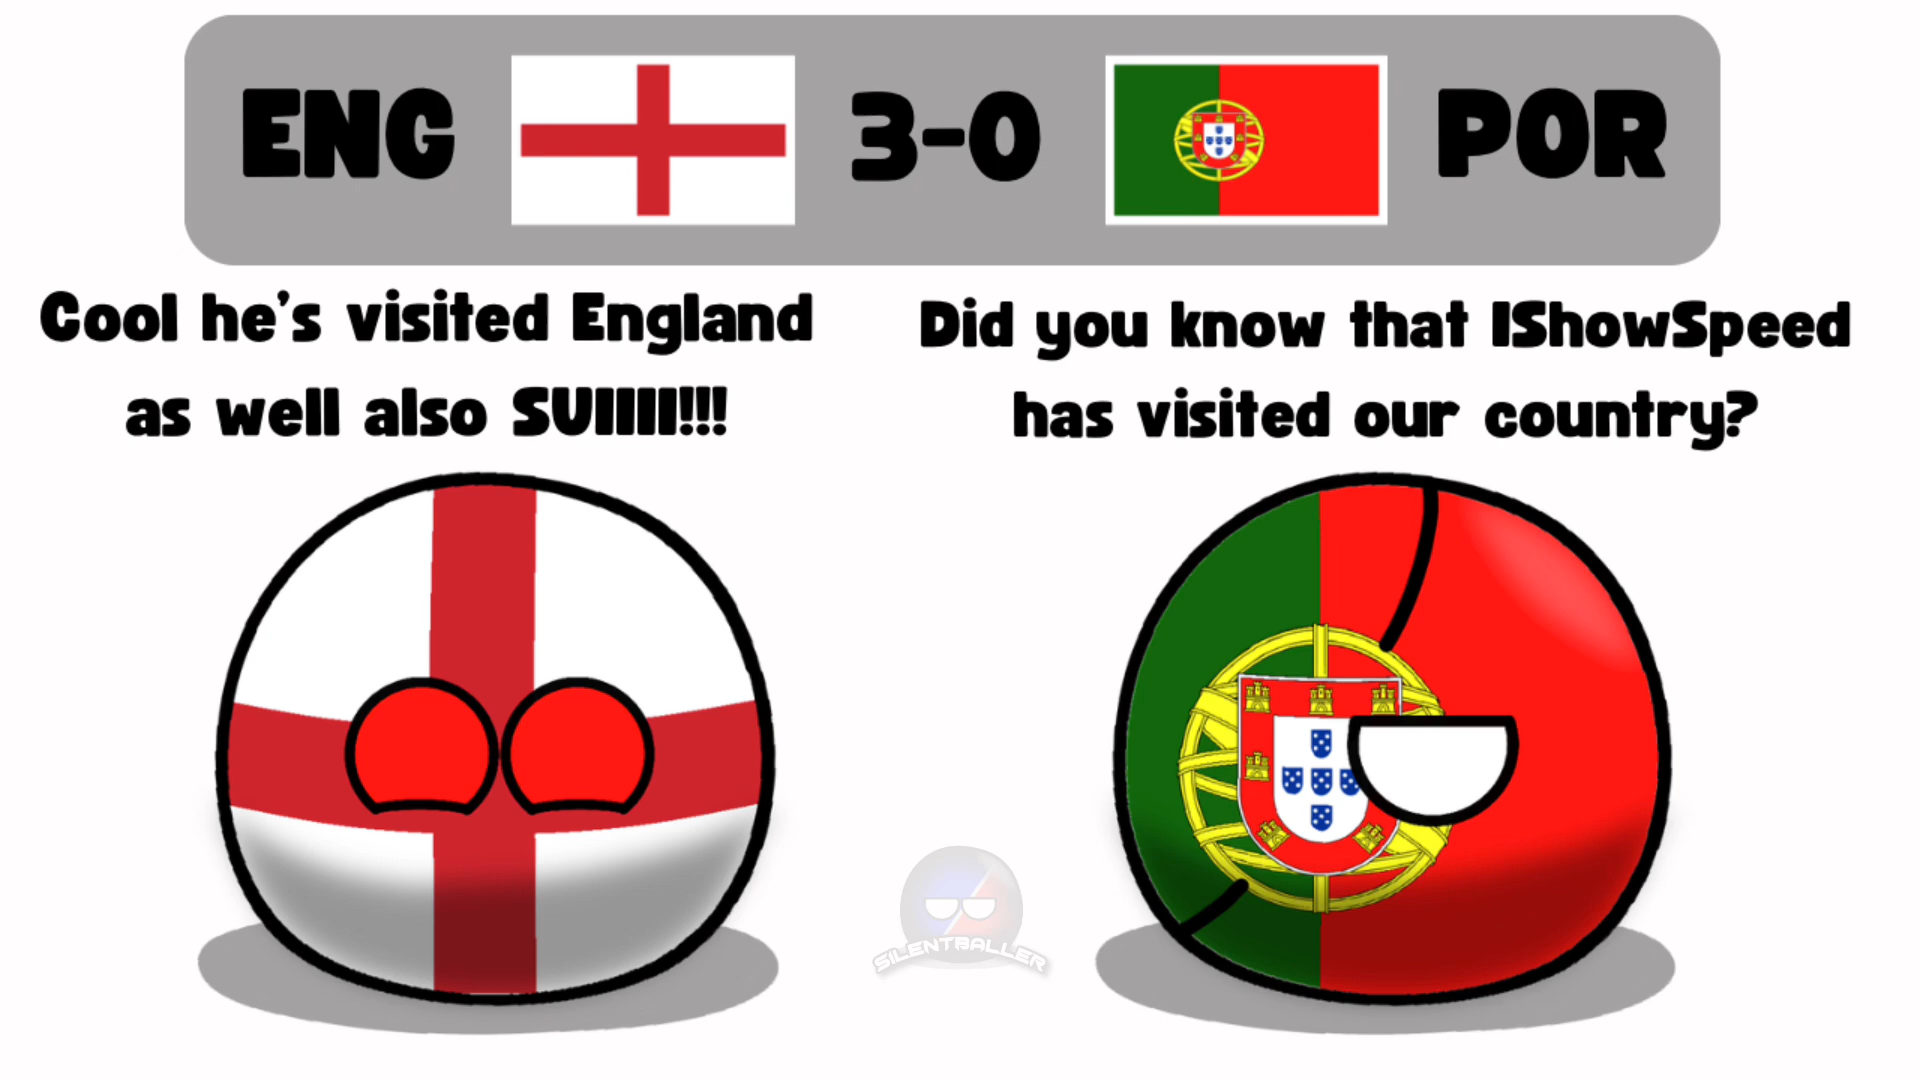 ENG 3-0 POR
Cool he's visited England
as well also SUIIIII!!!
Did you know that IShowSpeed
has visited our country?
SILENTBALLER